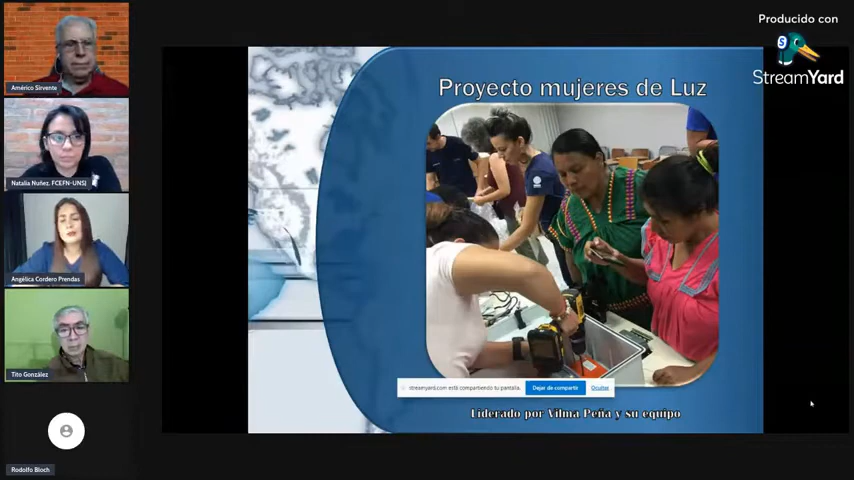 Producido con
StreamYard
Américo Sirvente
Natalia Nuñez. FCEFN-UNSJ
Angélica Cordero Prendas
Tito González
Rodolfo Bloch
Proyecto mujeres de Luz
streamyard.com está compartiendo tu pantalla.
Dejar de compartir
Ocultar
Liderado por Vilma Peña y su equipo